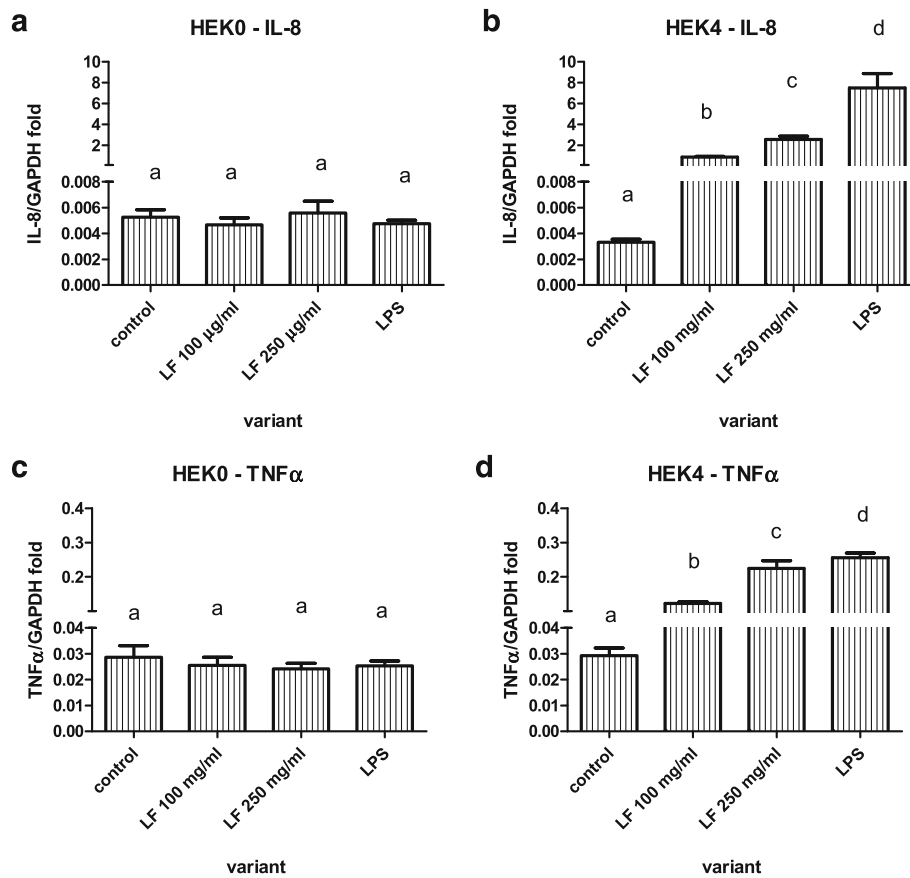 a
HEK0 - IL-8
IL-8/GAPDH fold
10
8
6
4
2
0.008
0.006
0.004
0.002
0.000
a
a
a
a
control
LF 100 µg/ml
LF 250 µg/ml
LPS
variant
b
HEK4 - IL-8
IL-8/GAPDH fold
10
8
6
4
2
0.008
0.006
0.004
0.002
0.000
a
b
c
d
control
LF 100 mg/ml
LF 250 mg/ml
LPS
variant
c
HEK0 - TNFα
TNFα/GAPDH fold
0.4
0.3
0.2
0.04
0.03
0.02
0.01
0.00
a
a
a
a
control
LF 100 mg/ml
LF 250 mg/ml
LPS
variant
d
HEK4 - TNFα
TNFα/GAPDH fold
0.4
0.3
0.2
0.04
0.03
0.02
0.01
0.00
a
b
c
d
control
LF 100 mg/ml
LF 250 mg/ml
LPS
variant